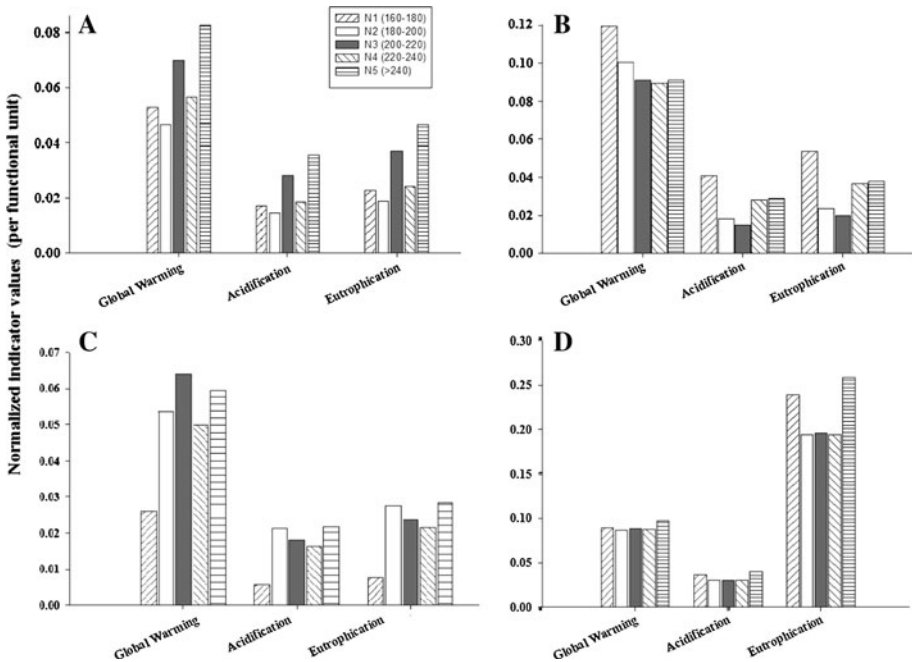 Normalized indicator values (per functional unit)
A
N1 (160-180)
N2 (180-200)
N3 (200-220)
N4 (220-240)
N5 (>240)
0.08
0.06
0.04
0.02
0.00
Global Warming
Acidification
Eutrophication
B
0.12
0.10
0.08
0.06
0.04
0.02
0.00
Global Warming
Acidification
Eutrophication
C
0.07
0.06
0.05
0.04
0.03
0.02
0.01
0.00
Global Warming
Acidification
Eutrophication
D
0.30
0.25
0.20
0.15
0.10
0.05
0.00
Global Warming
Acidification
Eutrophication